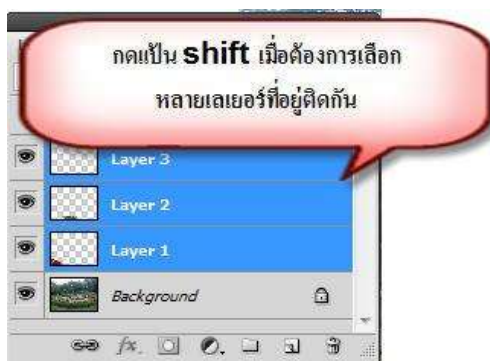 กดแป้น shift เมื่อต้องการเลือก
หลายเลเยอร์ที่อยู่ติดกัน
Layer 3
Layer 2
Layer 1
Background
fx.